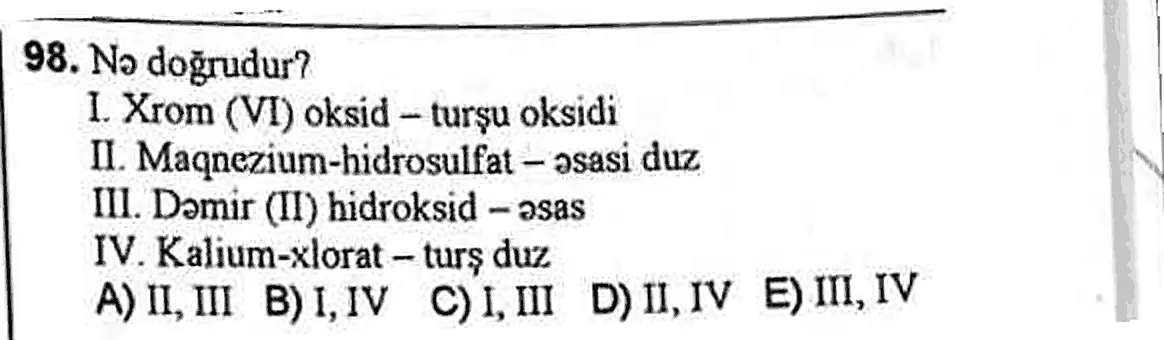 98. Nə doğrudur?
I. Xrom (VI) oksid – turşu oksidi
II. Maqnezium-hidrosulfat – əsasi duz
III. Dəmir (II) hidroksid – əsas
IV. Kalium-xlorat – turş duz
A) II, III B) I, IV C) I, III D) II, IV E) III, IV